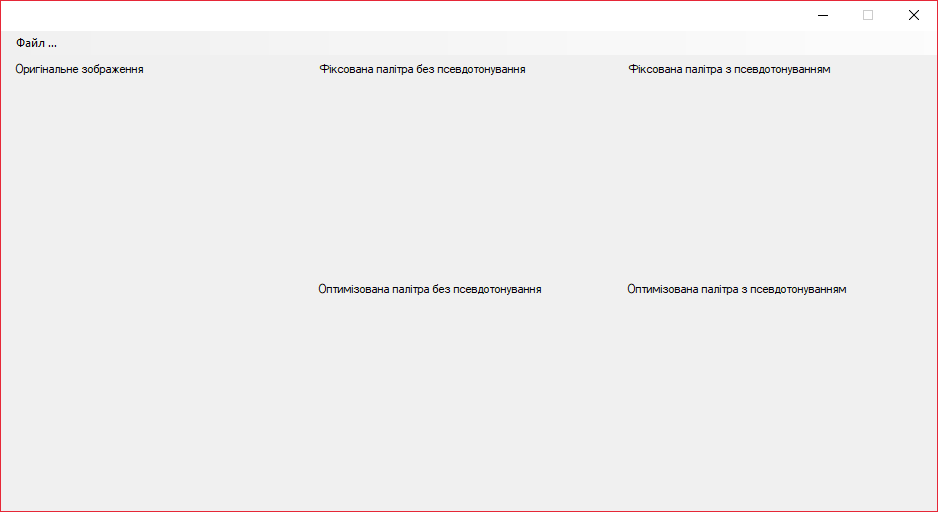 Файл ...
Оригінальне зображення
Фіксована палітра без псевдотонування
Фіксована палітра з псевдотонуванням
Оптимізована палітра без псевдотонування
Оптимізована палітра з псевдотонуванням